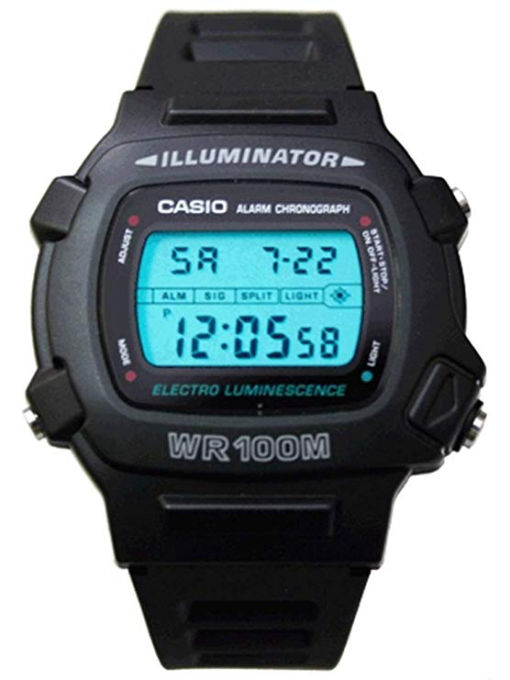 ILLUMINATOR
CASIO ALARM CHRONOGRAPH
ADJUST
START·STOP/
ON OFF·LIGHT
SA 7-22
ALM SIG SPLIT LIGHT
P
12:05 58
MODE
LIGHT
ELECTRO LUMINESCENCE
WR100M